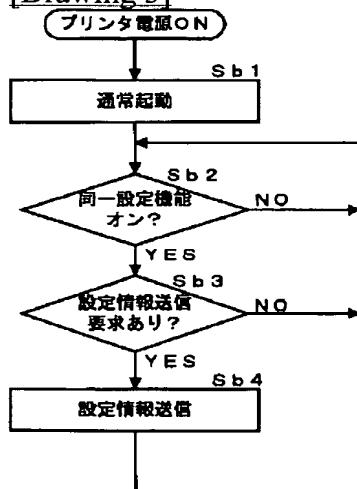 プリンタ電源ON
Sb1
通常起動
Sb2
同一設定機能
オン?
NO
YES
Sb3
設定情報送信
要求あり?
NO
YES
Sb4
設定情報送信